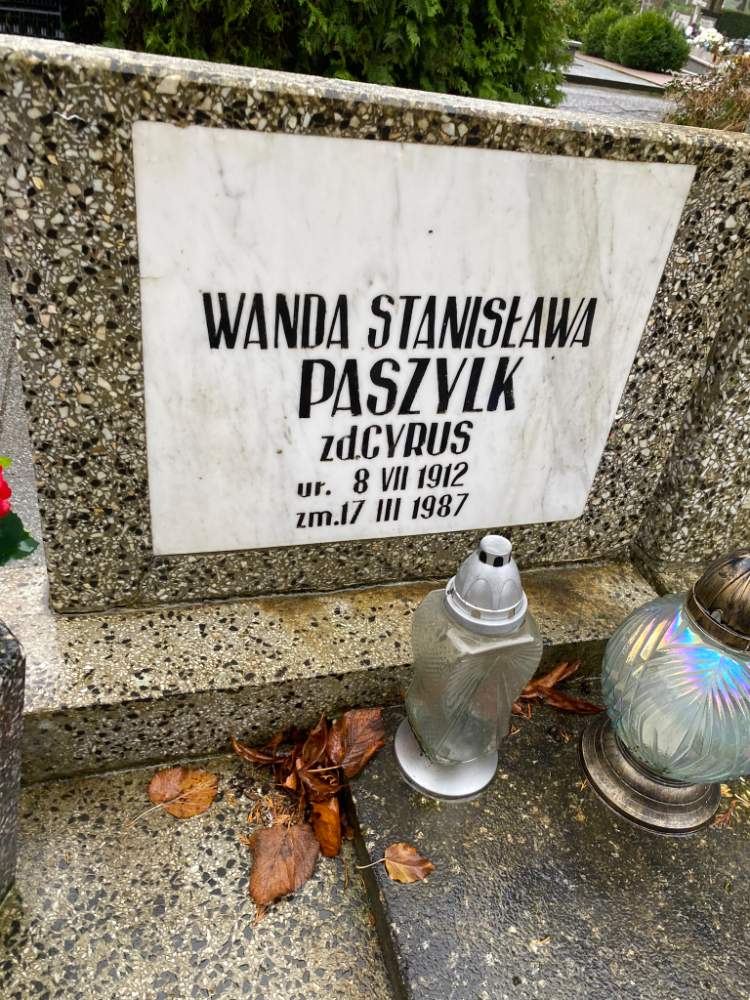 WANDA STANISŁAWA
PASZYLK
zd.CYRUS
ur. 8 VII 1912
zm.17 III 1987